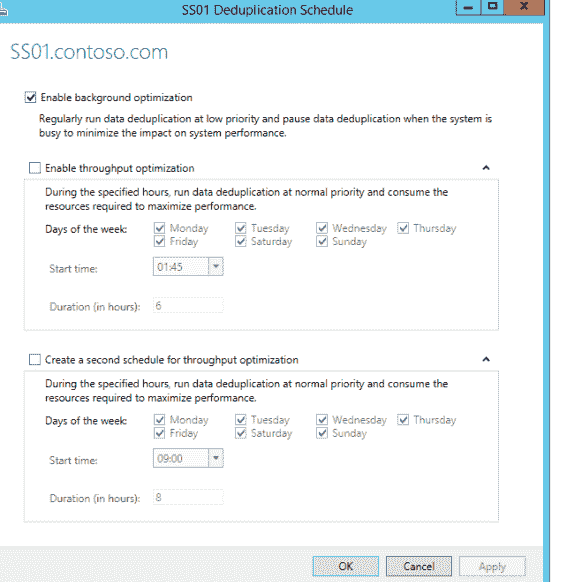 SS01 Deduplication Schedule
SS01.contoso.com
Enable background optimization
Regularly run data deduplication at low priority and pause data deduplication when the system is
busy to minimize the impact on system performance.
Enable throughput optimization
During the specified hours, run data deduplication at normal priority and consume the
resources required to maximize performance.
Days of the week: Monday Tuesday Wednesday Thursday
Friday Saturday Sunday
Start time: 01:45
Duration (in hours): 6
Create a second schedule for throughput optimization
During the specified hours, run data deduplication at normal priority and consume the
resources required to maximize performance.
Days of the week: Monday Tuesday Wednesday Thursday
Friday Saturday Sunday
Start time: 09:00
Duration (in hours): 8
OK Cancel Apply